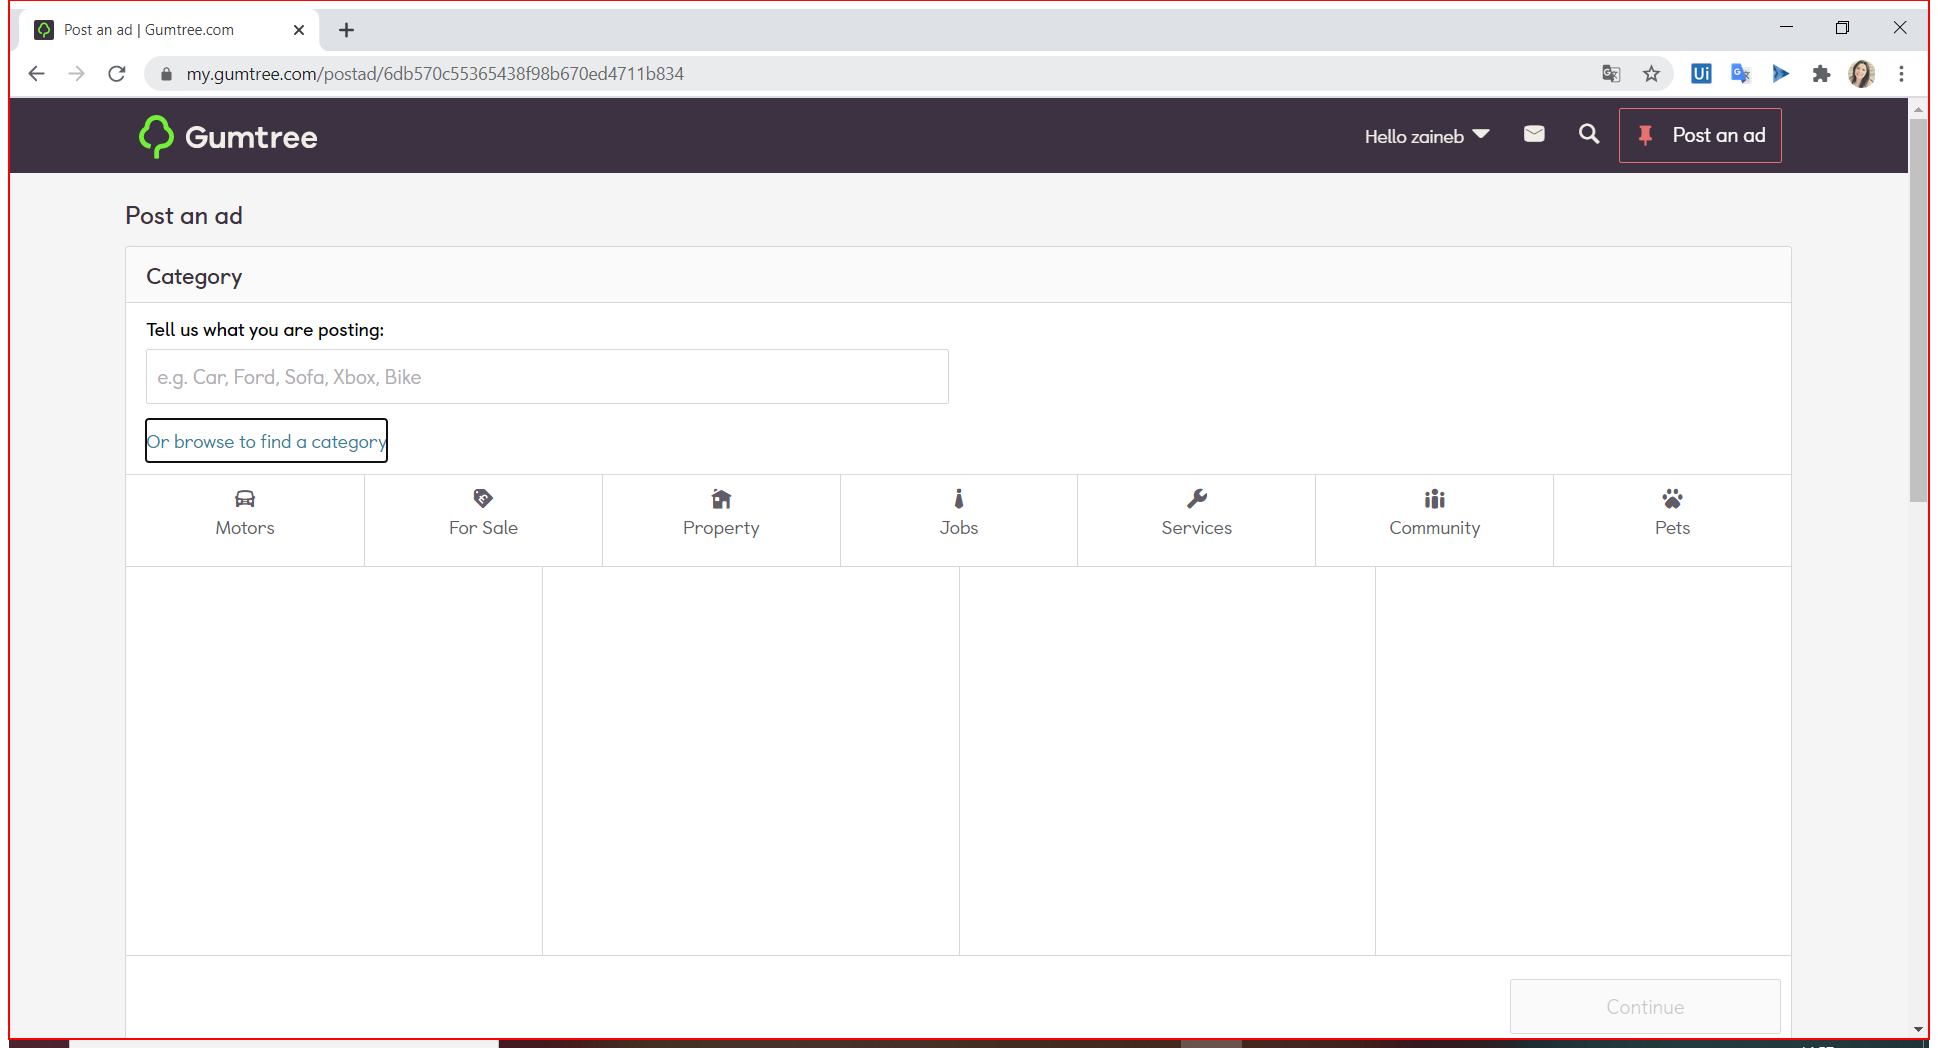 Post an ad | Gumtree.com
my.gumtree.com/postad/6db570c55365438f98b670ed4711b834
Ui
Gumtree
Hello zaineb
Post an ad
Post an ad
Category
Tell us what you are posting:
e.g. Car, Ford, Sofa, Xbox, Bike
Or browse to find a category
Motors
For Sale
Property
Jobs
Services
Community
Pets
Continue